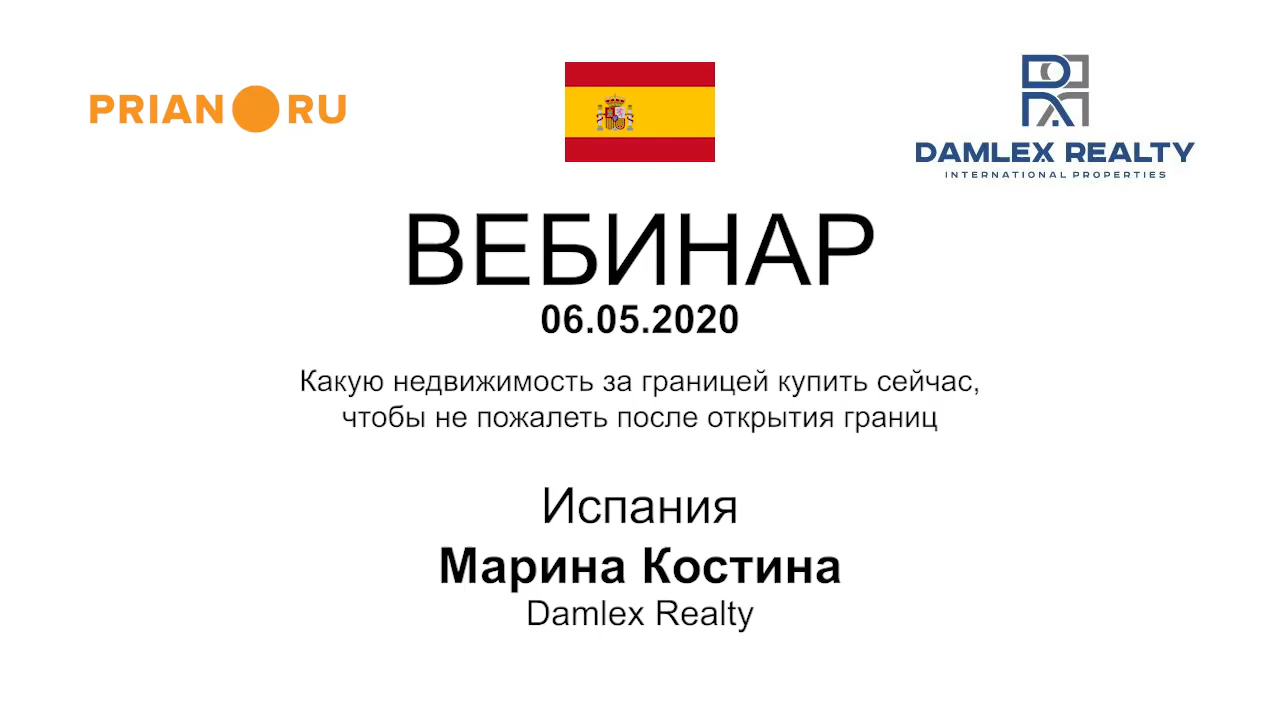 PRIAN RU
DAMLEX REALTY
INTERNATIONAL PROPERTIES
ВЕБИНАР
06.05.2020
Какую недвижимость за границей купить сейчас,
чтобы не пожалеть после открытия границ
Испания
Марина Костина
Damlex Realty